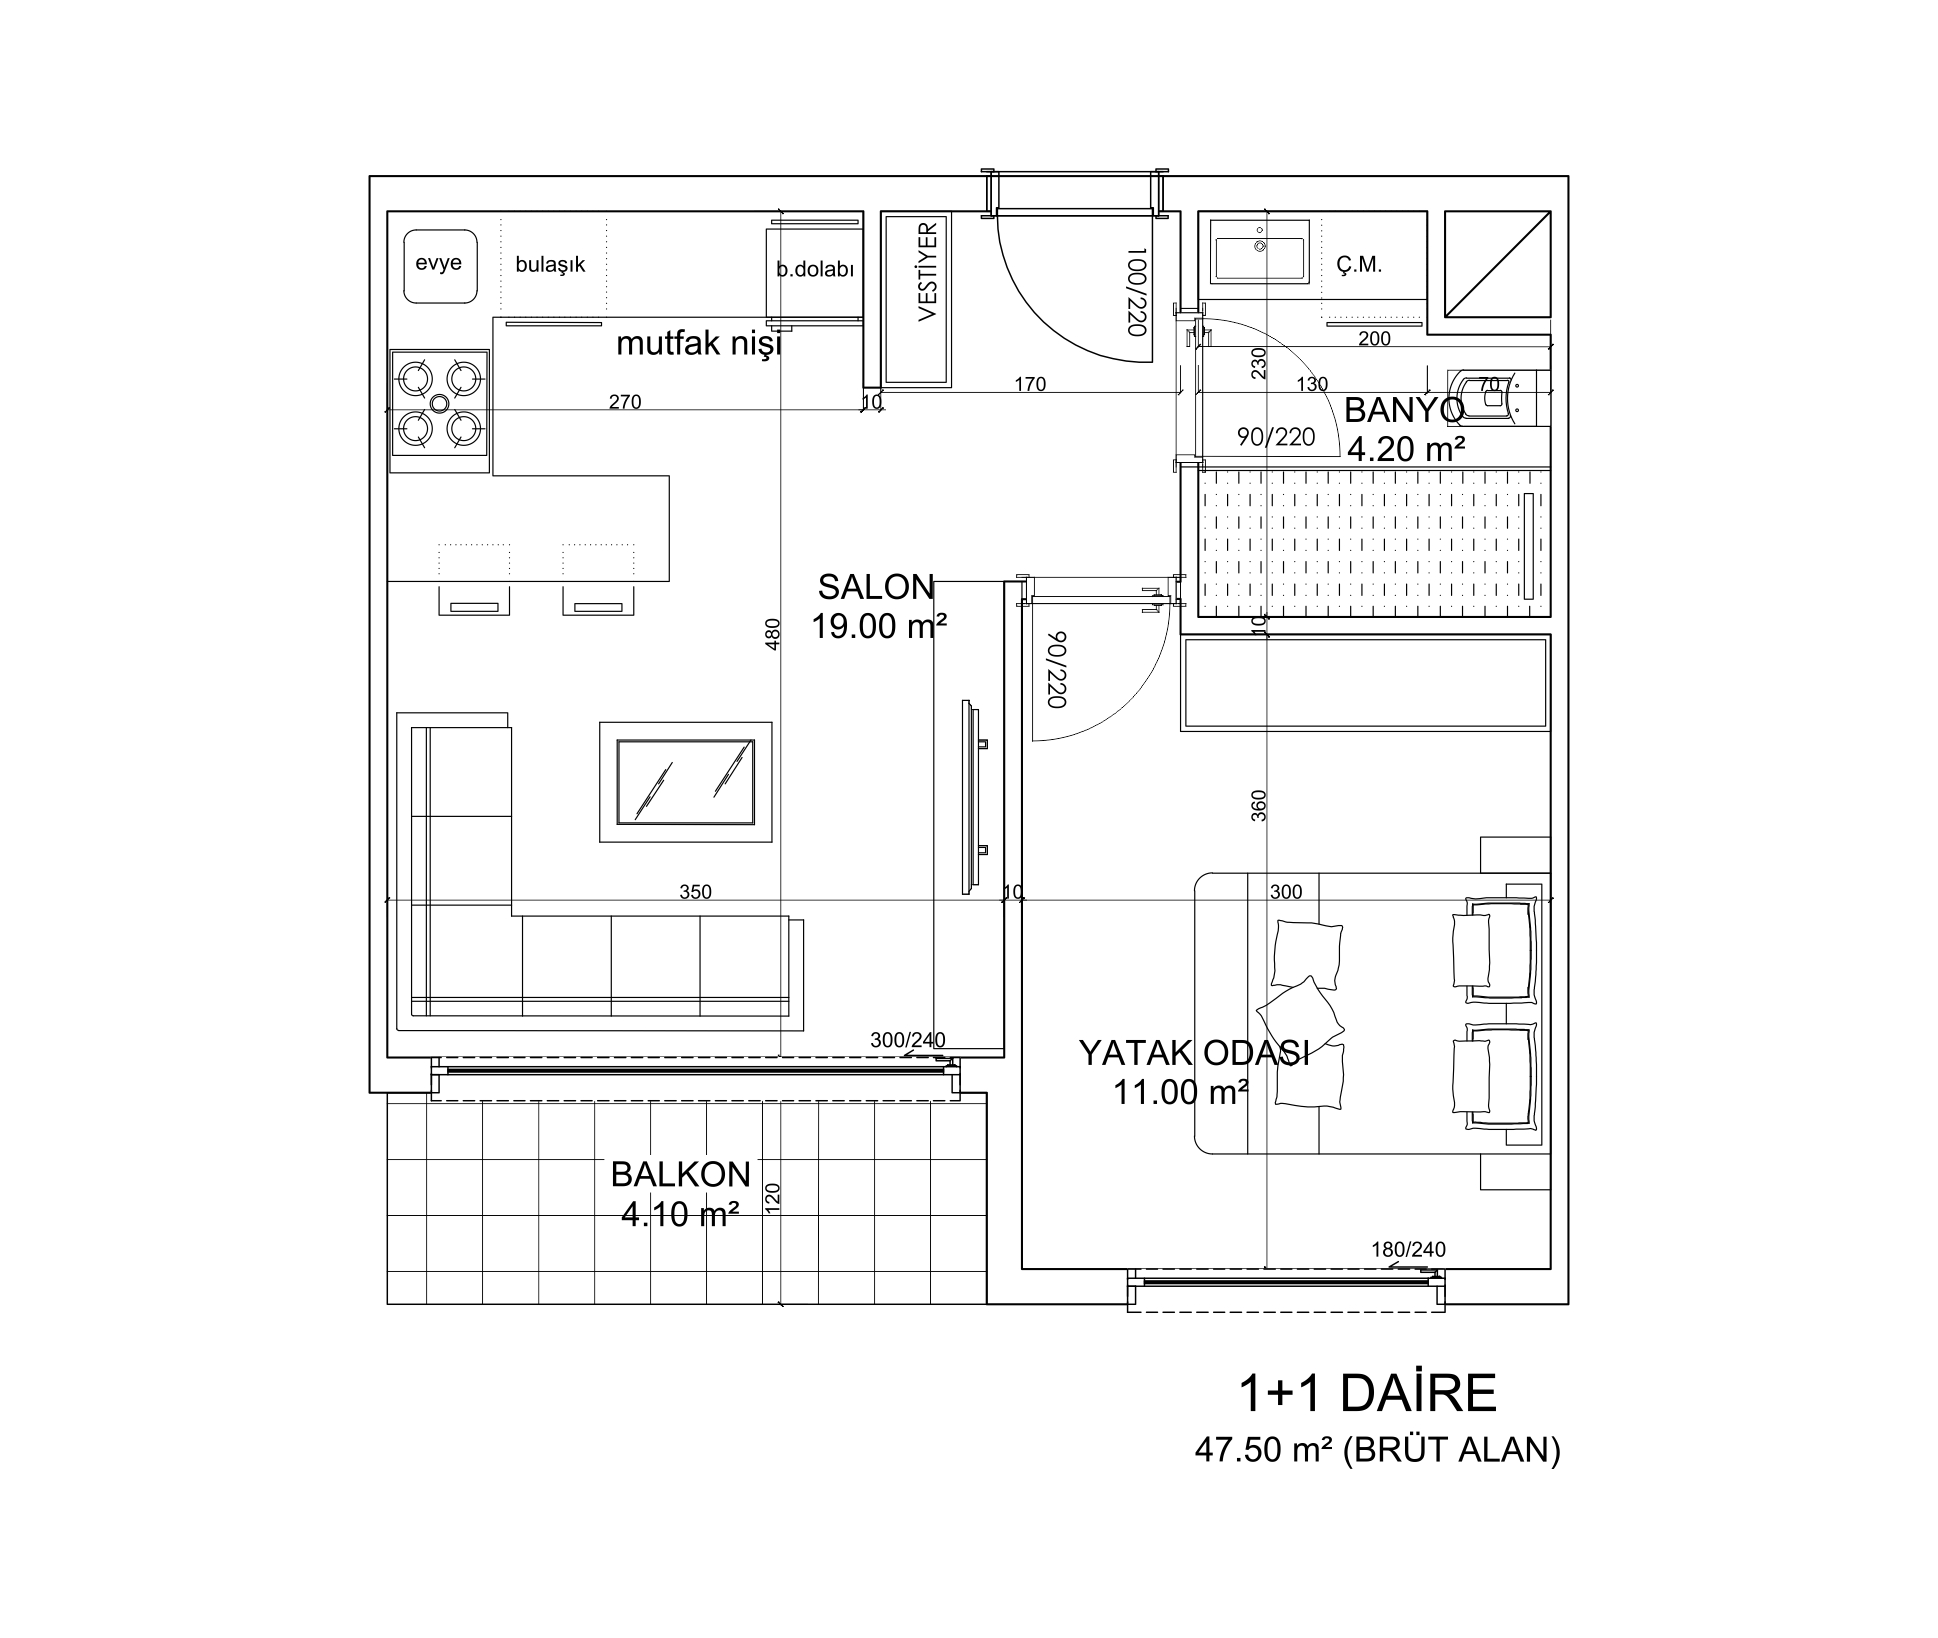 evye
bulaşık
b.dolabı
VESTİYER
100/220
Ç.M.
mutfak nişi
200
230
270
10
170
130
70
BANYO
4.20 m²
90/220
SALON
19.00 m²
480
10
90/220
360
350
10
300
300/240
YATAK ODASI
11.00 m²
BALKON
4.10 m²
120
180/240
1+1 DAİRE
47.50 m² (BRÜT ALAN)